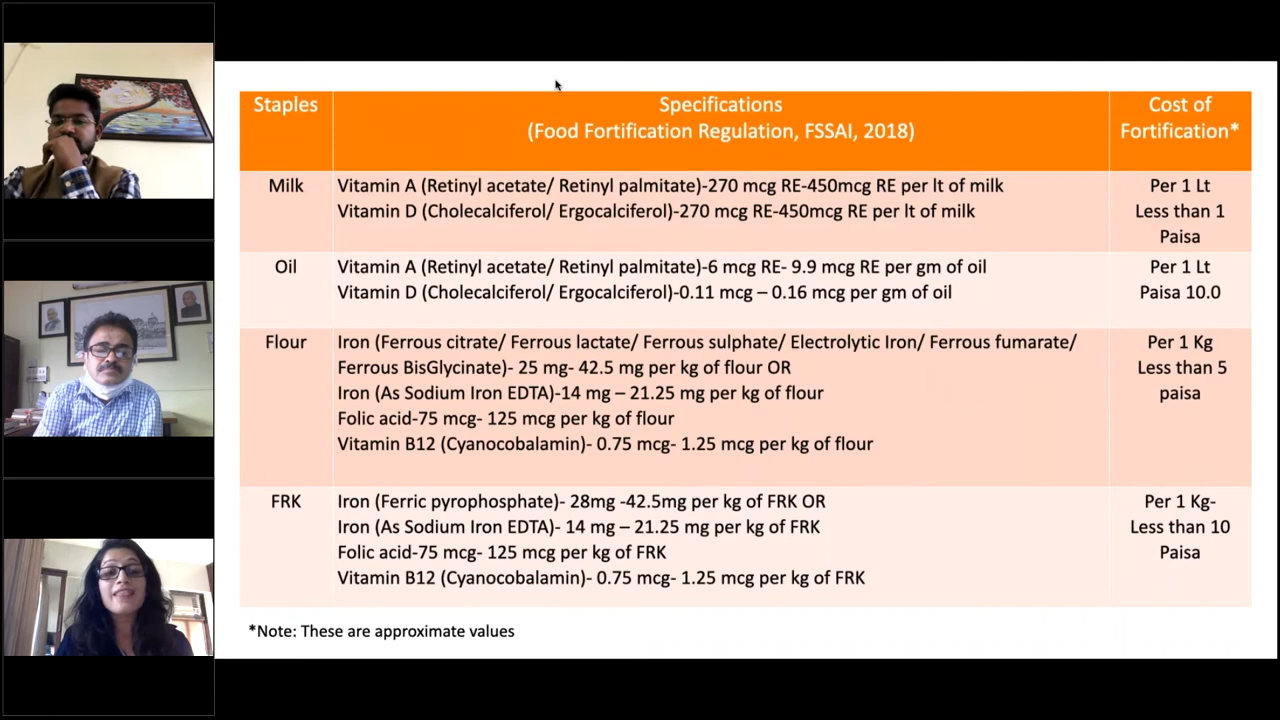 Staples
Specifications
(Food Fortification Regulation, FSSAI, 2018)
Cost of
Fortification*
Milk
Vitamin A (Retinyl acetate/ Retinyl palmitate)-270 mcg RE-450mcg RE per lt of milk
Vitamin D (Cholecalciferol/ Ergocalciferol)-270 mcg RE-450mcg RE per lt of milk
Per 1 Lt
Less than 1
Paisa
Oil
Vitamin A (Retinyl acetate/ Retinyl palmitate)-6 mcg RE- 9.9 mcg RE per gm of oil
Vitamin D (Cholecalciferol/ Ergocalciferol)-0.11 mcg – 0.16 mcg per gm of oil
Per 1 Lt
Paisa 10.0
Flour
Iron (Ferrous citrate/ Ferrous lactate/ Ferrous sulphate/ Electrolytic Iron/ Ferrous fumarate/
Ferrous BisGlycinate)- 25 mg- 42.5 mg per kg of flour OR
Iron (As Sodium Iron EDTA)-14 mg – 21.25 mg per kg of flour
Folic acid-75 mcg- 125 mcg per kg of flour
Vitamin B12 (Cyanocobalamin)- 0.75 mcg- 1.25 mcg per kg of flour
Per 1 Kg
Less than 5
paisa
FRK
Iron (Ferric pyrophosphate)- 28mg -42.5mg per kg of FRK OR
Iron (As Sodium Iron EDTA)- 14 mg – 21.25 mg per kg of FRK
Folic acid-75 mcg- 125 mcg per kg of FRK
Vitamin B12 (Cyanocobalamin)- 0.75 mcg- 1.25 mcg per kg of FRK
Per 1 Kg-
Less than 10
Paisa
*Note: These are approximate values